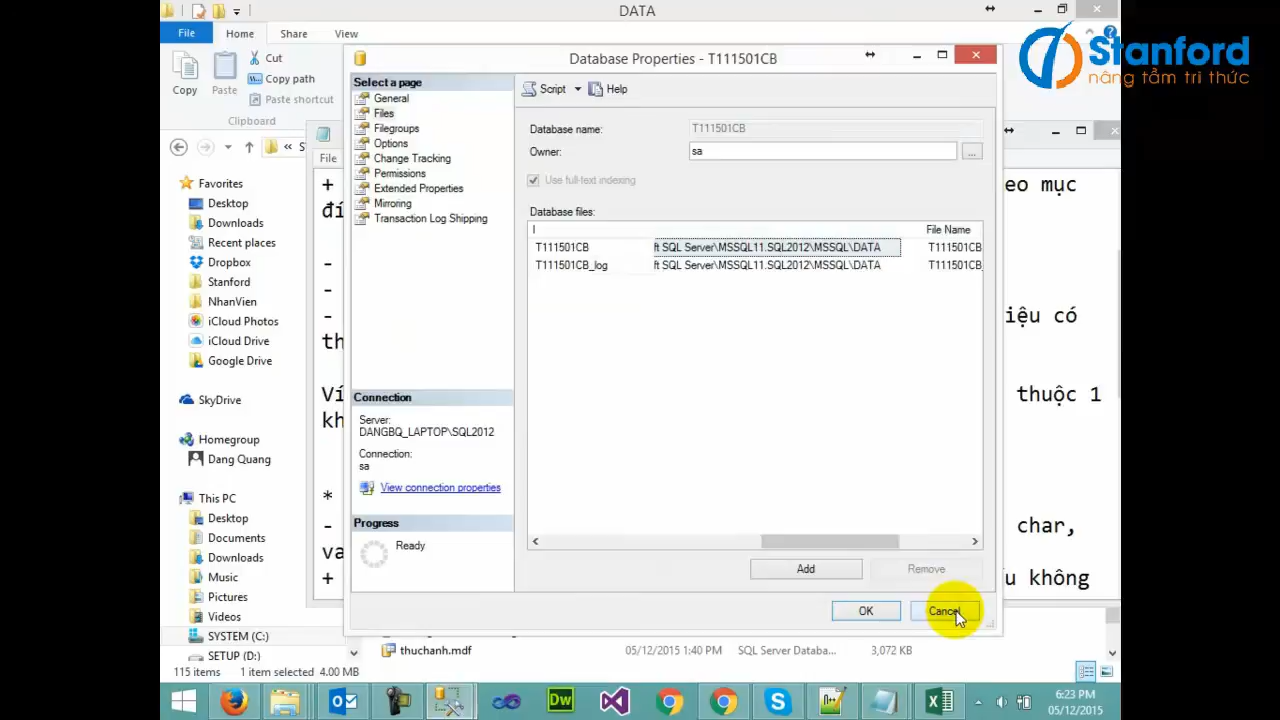 DATA
File
Home
Share
View
Stanford
nâng tầm tri thức
Copy
Paste
Cut
Copy path
Paste shortcut
Clipboard
Database Properties - T111501CB
Select a page
General
Files
Filegroups
Options
Change Tracking
Permissions
Extended Properties
Mirroring
Transaction Log Shipping
Script
Help
Database name:
T111501CB
Owner:
sa
...
Use full-text indexing
Database files:
File Name
T111501CB
ft SQL Server\MSSQL11.SQL2012\MSSQL\DATA
T111501CB
T111501CB_log
ft SQL Server\MSSQL11.SQL2012\MSSQL\DATA
T111501CB_
Connection
Server:
DANGBQ_LAPTOP\SQL2012
Connection:
sa
View connection properties
Progress
Ready
Add
Remove
OK
Cancel
Favorites
Desktop
Downloads
Recent places
Dropbox
Stanford
NhanVien
iCloud Photos
iCloud Drive
Google Drive
SkyDrive
Homegroup
Dang Quang
This PC
Desktop
Documents
Downloads
Music
Pictures
Videos
SYSTEM (C:)
SETUP (D:)
File
+
eo mục
đí
-
-
-
iệu có
th
Ví
thuộc 1
kh
*
-
char,
va
+
u không
thuchanh.mdf
05/12/2015 1:40 PM
SQL Server Databa...
3,072 KB
115 items
1 item selected 4.00 MB
6:23 PM
05/12/2015